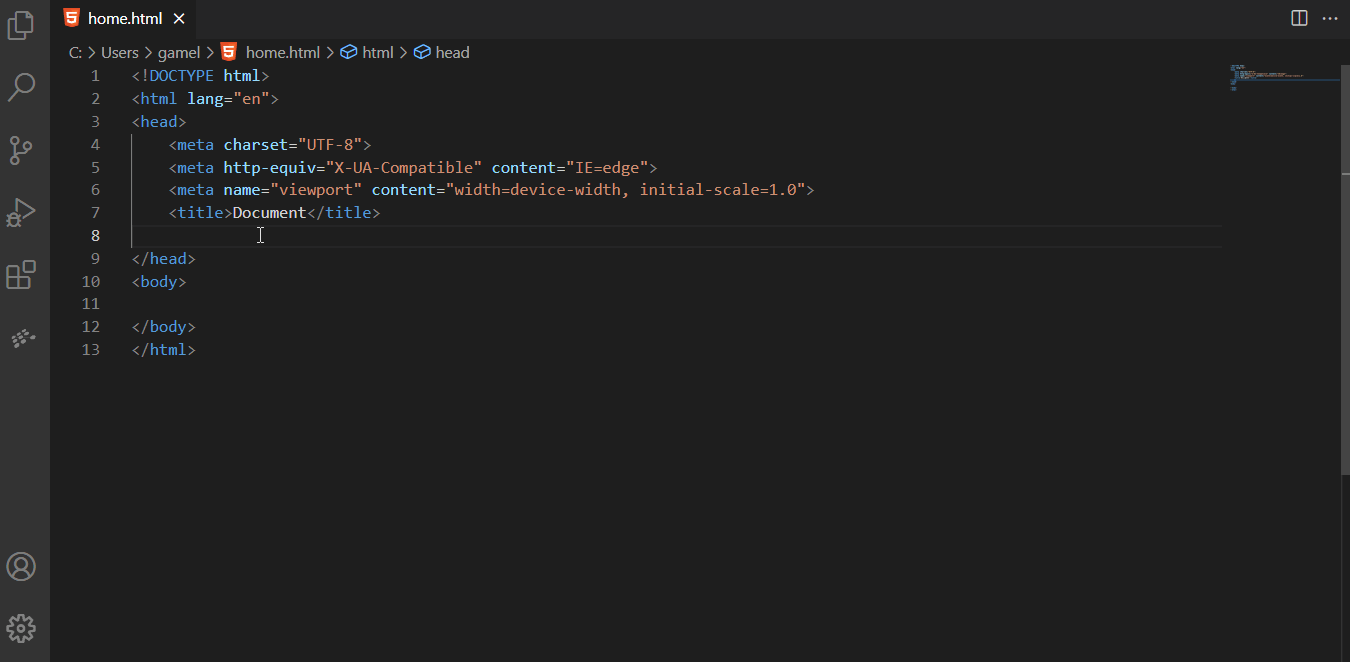 home.html
C: > Users > gamel > home.html > html > head
1 <!DOCTYPE html>
2 <html lang="en">
3 <head>
4     <meta charset="UTF-8">
5     <meta http-equiv="X-UA-Compatible" content="IE=edge">
6     <meta name="viewport" content="width=device-width, initial-scale=1.0">
7     <title>Document</title>
8
9 </head>
10 <body>
11
12 </body>
13 </html>